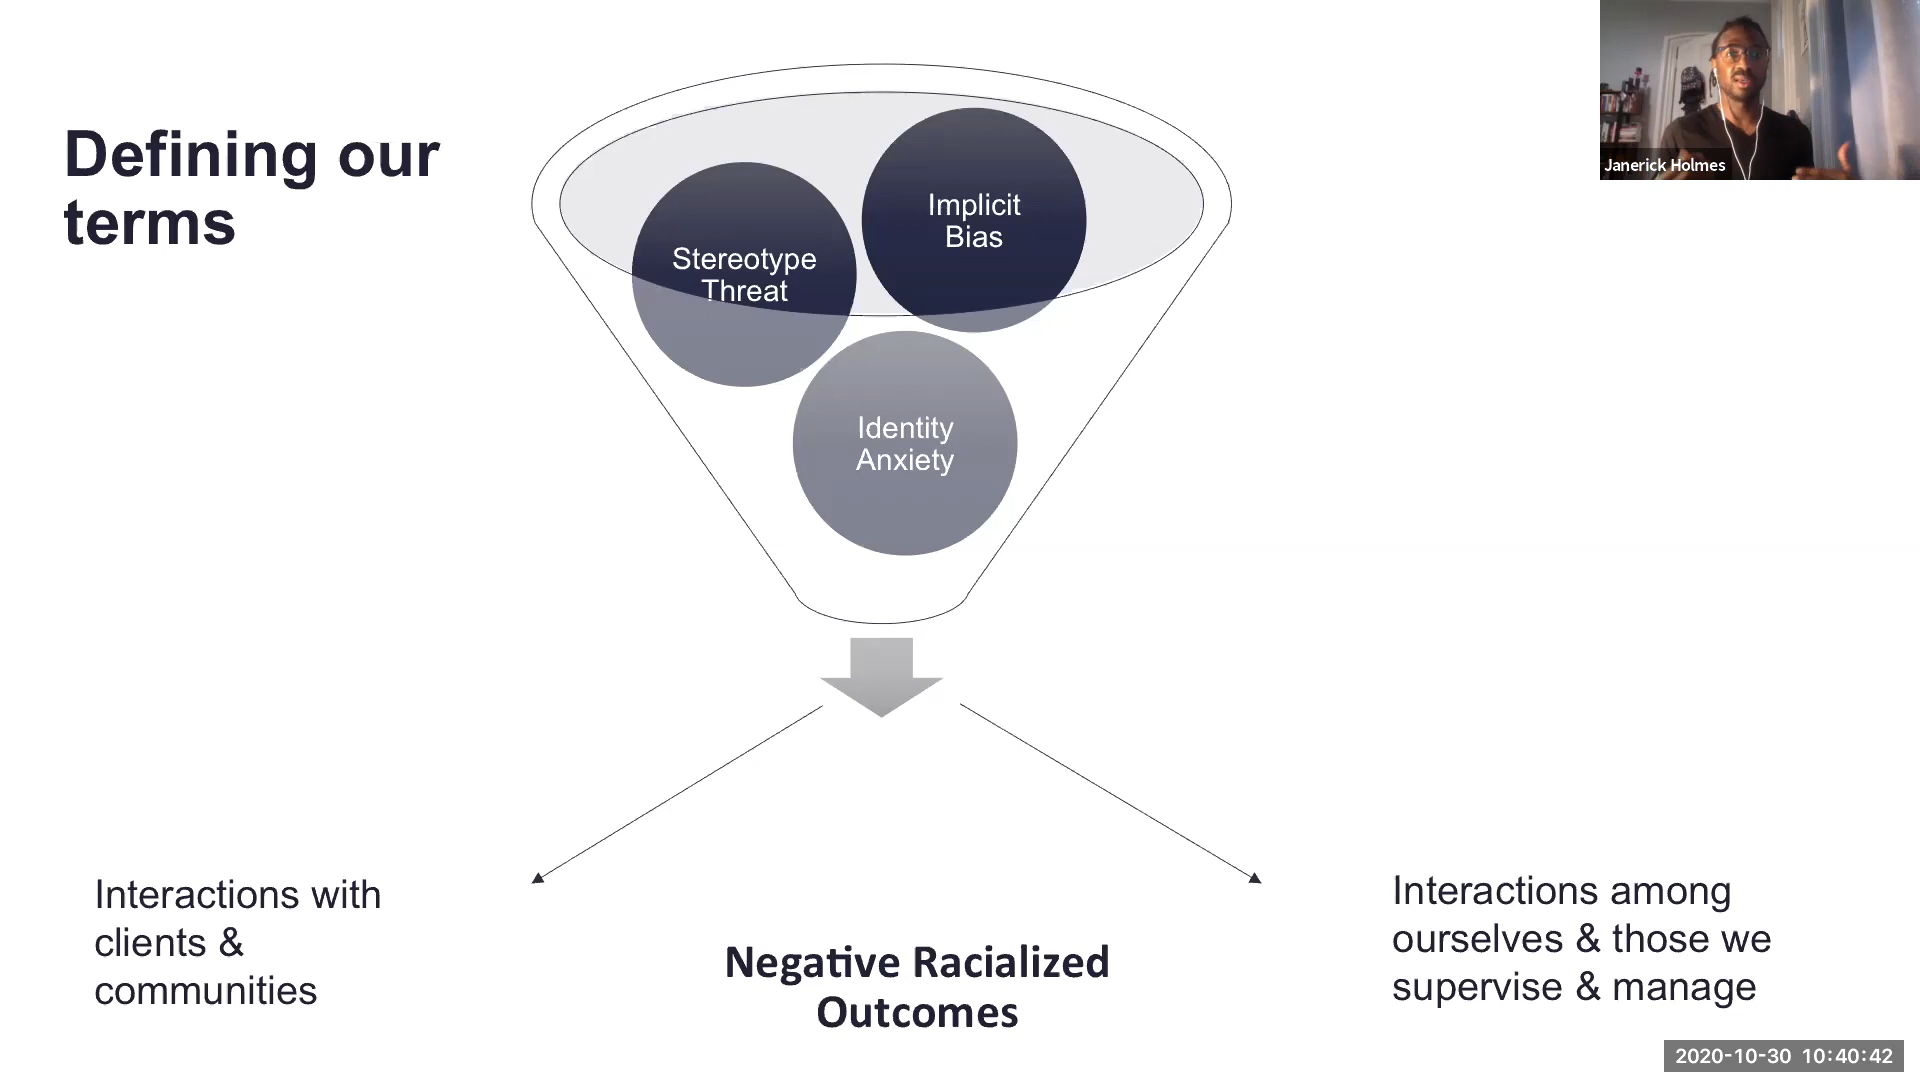 Defining our
terms
Stereotype
Threat
Implicit
Bias
Identity
Anxiety
Janerick Holmes
Interactions with
clients &
communities
Negative Racialized
Outcomes
Interactions among
ourselves & those we
supervise & manage
2020-10-30 10:40:42